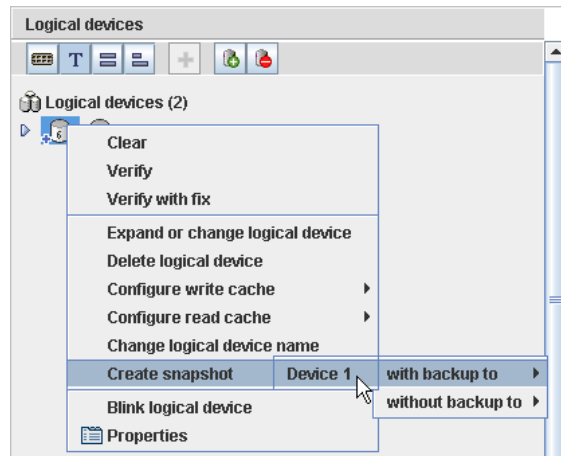 Logical devices
T
Logical devices (2)
6
Clear
Verify
Verify with fix
Expand or change logical device
Delete logical device
Configure write cache
Configure read cache
Change logical device name
Create snapshot Device 1 with backup to
without backup to
Blink logical device
Properties